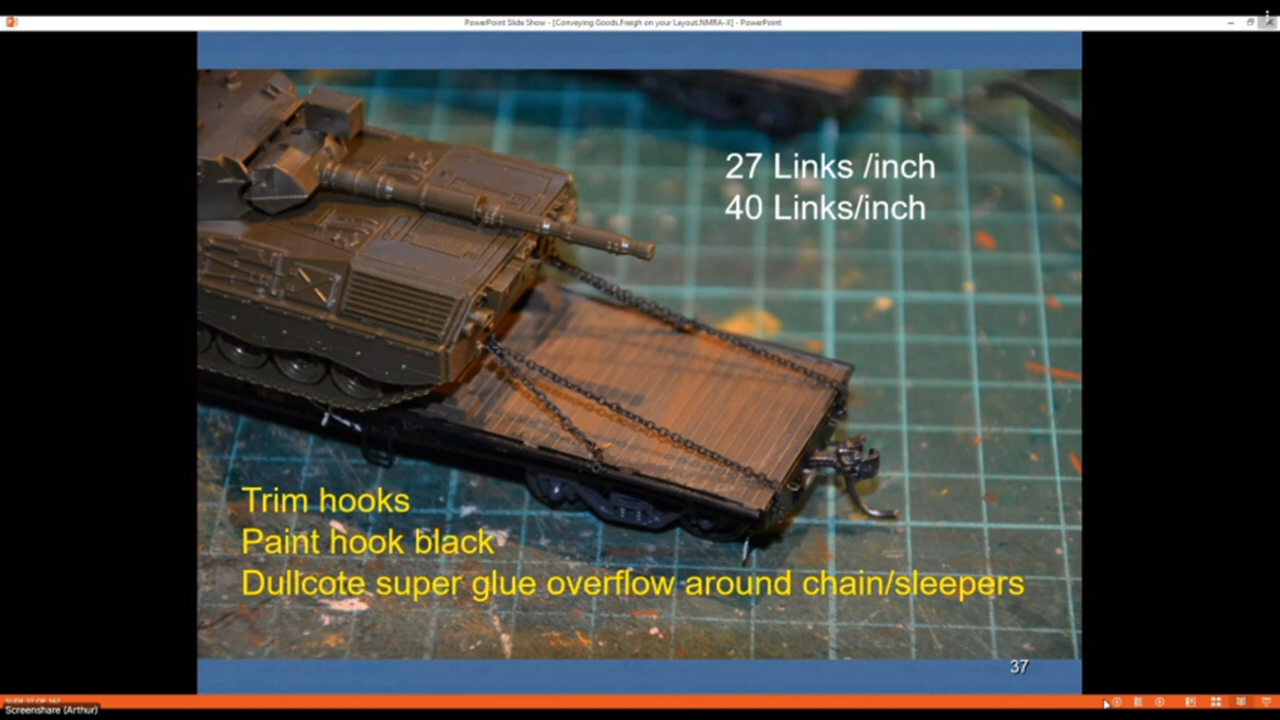 PowerPoint Slide Show - [Conveying Goods.Freigh on your Layout.NMRA-X] - PowerPoint
27 Links /inch
40 Links/inch
Trim hooks
Paint hook black
Dullcote super glue overflow around chain/sleepers
37
Screenshare (Arthur)